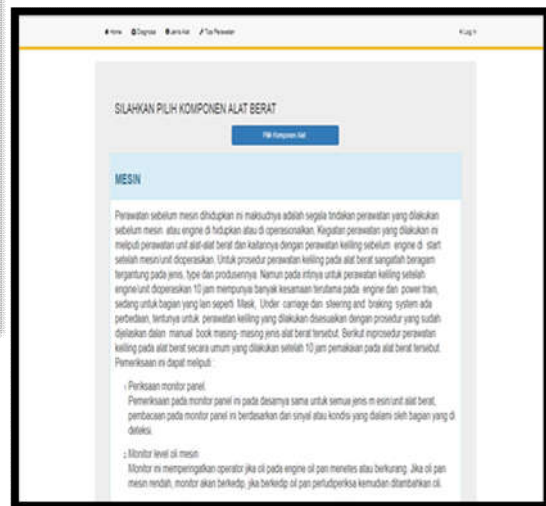 Home Diagnosa Jenis Alat Tips Perawatan Log In
SILAHKAN PILIH KOMPONEN ALAT BERAT
Pilih Komponen Alat
MESIN
Perawatan sebelum mesin dihidupkan ini maksudnya adalah segala tindakan perawatan yang dilakukan
sebelum mesin atau engine di hidupkan atau di operasionalkan. Kegiatan perawatan yang dilakukan ini
meliputi perawatan unit alat-alat berat dan kaitannya dengan perawatan keliling sebelum engine di start
setelah mesin/unit dioperasikan. Untuk prosedur perawatan keliling pada alat berat sangatlah beragam
tergantung pada jenis, type dan produsennya. Namun pada intinya untuk perawatan keliling setelah
engine/unit dioperasikan 10 jam mempunya banyak kesamaan terutama pada engine dan power train,
sedang untuk bagian yang lain seperti Mask, Under carriage dan steering and braking system ada
perbedaan, tentunya untuk perawatan keliling yang dilakukan disesuaikan dengan prosedur yang sudah
dijelaskan dalam manual book masing-masing jenis alat berat tersebut. Berikut inprosedur perawatan
keliling pada alat berat secara umum yang dilakukan setelah 10 jam pemakaian pada alat berat tersebut.
Pemeriksaan ini dapat meliputi :
1. Periksaan monitor panel.
Pemeriksaan pada monitor panel ini pada desarnya sama untuk semua jenis m esin/unit alat berat,
pembacaan pada monitor panel ini berdasarkan dari sinyal atau kondisi yang dialami oleh bagian yang di
deteksi.
2. Monitor level oli mesin
Monitor ini memperingatkan operator jika oli pada engine oil pan menetes atau berkurang. Jika oli pan
mesin rendah, monitor akan berkedip, jika berkedip oil pan perludiperiksa kemudian ditambahkan oli.